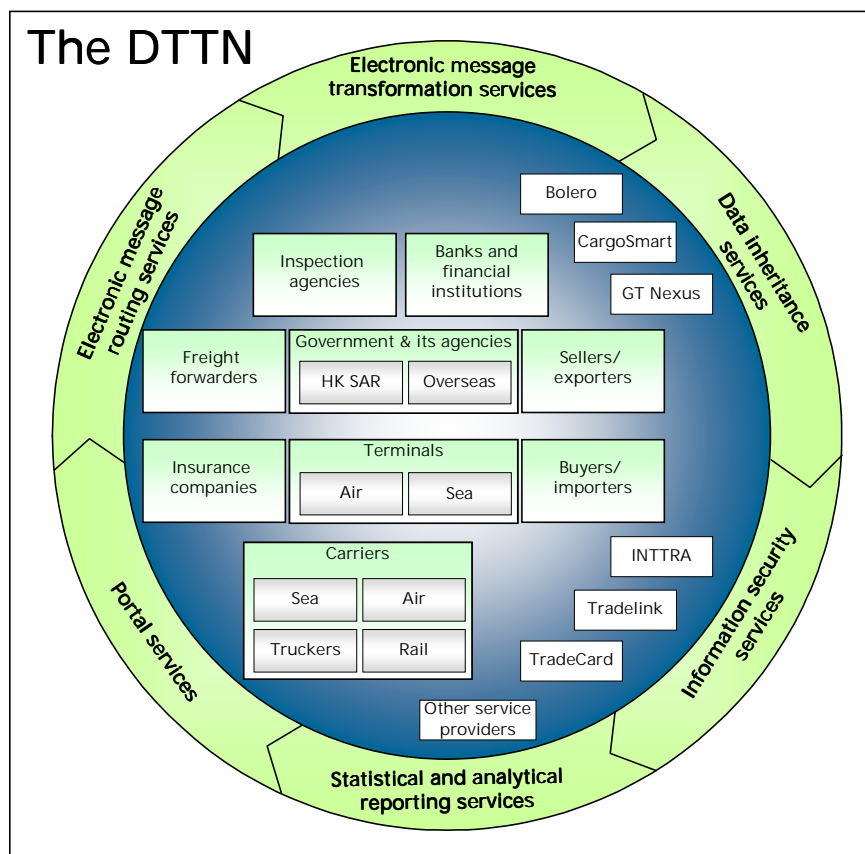 The DTTN
Electronic message
transformation services
Data inheritance
services
Information security
services
Statistical and analytical
reporting services
Portal services
Electronic message
routing services
Bolero
CargoSmart
GT Nexus
Inspection
agencies
Banks and
financial
institutions
Freight
forwarders
Government & its agencies
HK SAR
Overseas
Sellers/
exporters
Insurance
companies
Terminals
Air
Sea
Buyers/
importers
Carriers
Sea
Air
Truckers
Rail
INTTRA
Tradelink
TradeCard
Other service
providers